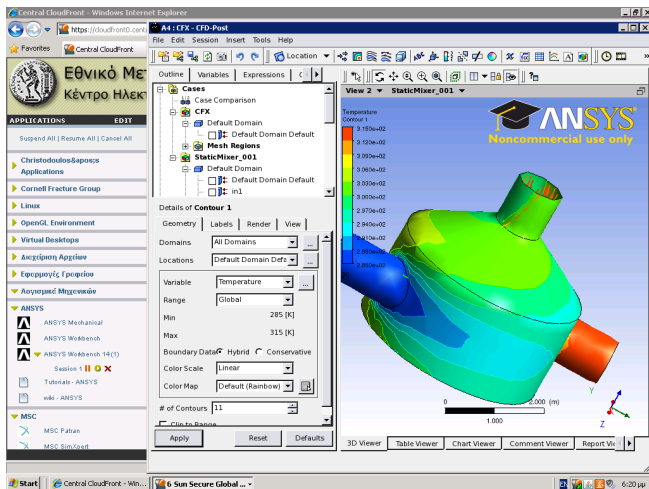 Central CloudFront - Windows Internet Explorer
https://cloudfront0.cent
Favorites
Central CloudFront
Εθνικό Με
Κέντρο Ηλεκ
APPLICATIONS EDIT
Suspend All | Resume All | Cancel All
Christodoulos&apos;s
Applications
Cornell Fracture Group
Linux
OpenGL Environment
Virtual Desktops
Διαχείριση Αρχείων
Εφαρμογές Γραφείου
Λογισμικό Μηχανικών
ANSYS
ANSYS Mechanical
ANSYS Workbench
ANSYS Workbench 14 (1)
Session 1
Tutorials - ANSYS
wiki - ANSYS
MSC
MSC Patran
MSC SimXpert
A4 : CFX - CFD-Post
File Edit Session Insert Tools Help
Location
Outline Variables Expressions
Cases
Case Comparison
CFX
Default Domain
Default Domain Default
Mesh Regions
StaticMixer_001
Default Domain
Default Domain Default
in1
Details of Contour 1
Geometry Labels Render View
Domains All Domains ...
Locations Default Domain Defa ...
Variable Temperature ...
Range Global
Min 285 [K]
Max 315 [K]
Boundary Data Hybrid Conservative
Color Scale Linear
Color Map Default (Rainbow)
# of Contours 11
Clip to Range
Apply Reset Defaults
View 2 StaticMixer_001
Temperature
Contour 1
3.150e+02
3.120e+02
3.090e+02
3.060e+02
3.030e+02
3.000e+02
2.970e+02
2.940e+02
2.910e+02
2.880e+02
2.850e+02
ANSYS
Noncommercial use only
0 2.000 (m)
1.000
Y
X
Z
3D Viewer Table Viewer Chart Viewer Comment Viewer Report Vi
Start
Central CloudFront - Win...
6 Sun Secure Global ...
EN
6:20 μμ